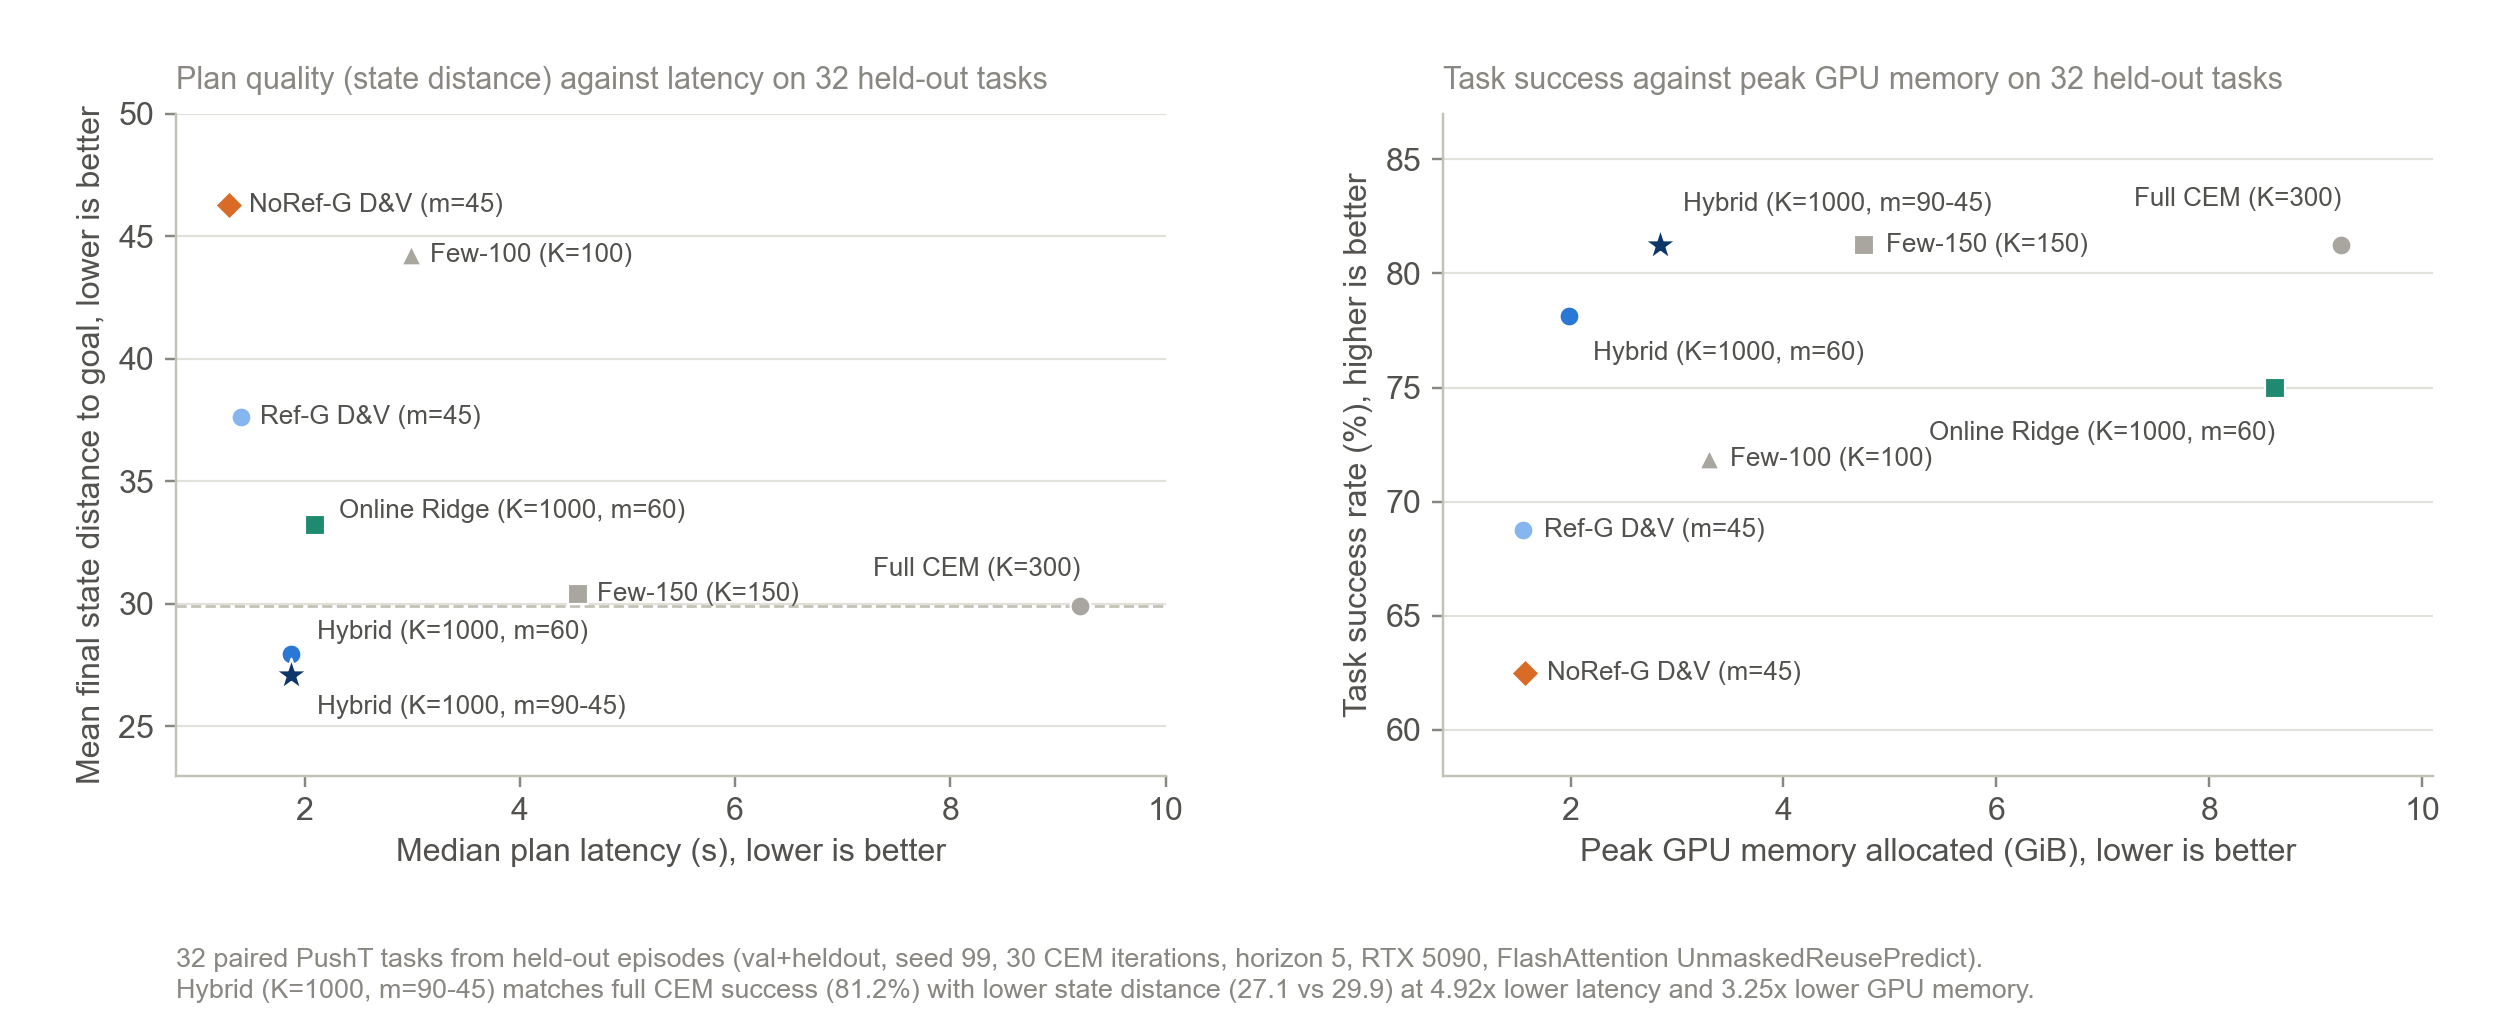 Plan quality (state distance) against latency on 32 held-out tasks
Mean final state distance to goal, lower is better
50
45
40
35
30
25
NoRef-G D&V (m=45)
Few-100 (K=100)
Ref-G D&V (m=45)
Online Ridge (K=1000, m=60)
Full CEM (K=300)
Few-150 (K=150)
Hybrid (K=1000, m=60)
Hybrid (K=1000, m=90-45)
2
4
6
8
10
Median plan latency (s), lower is better
Task success against peak GPU memory on 32 held-out tasks
Task success rate (%), higher is better
85
80
75
70
65
60
Full CEM (K=300)
Hybrid (K=1000, m=90-45)
Few-150 (K=150)
Hybrid (K=1000, m=60)
Online Ridge (K=1000, m=60)
Few-100 (K=100)
Ref-G D&V (m=45)
NoRef-G D&V (m=45)
2
4
6
8
10
Peak GPU memory allocated (GiB), lower is better
32 paired PushT tasks from held-out episodes (val+heldout, seed 99, 30 CEM iterations, horizon 5, RTX 5090, FlashAttention UnmaskedReusePredict).
Hybrid (K=1000, m=90-45) matches full CEM success (81.2%) with lower state distance (27.1 vs 29.9) at 4.92x lower latency and 3.25x lower GPU memory.